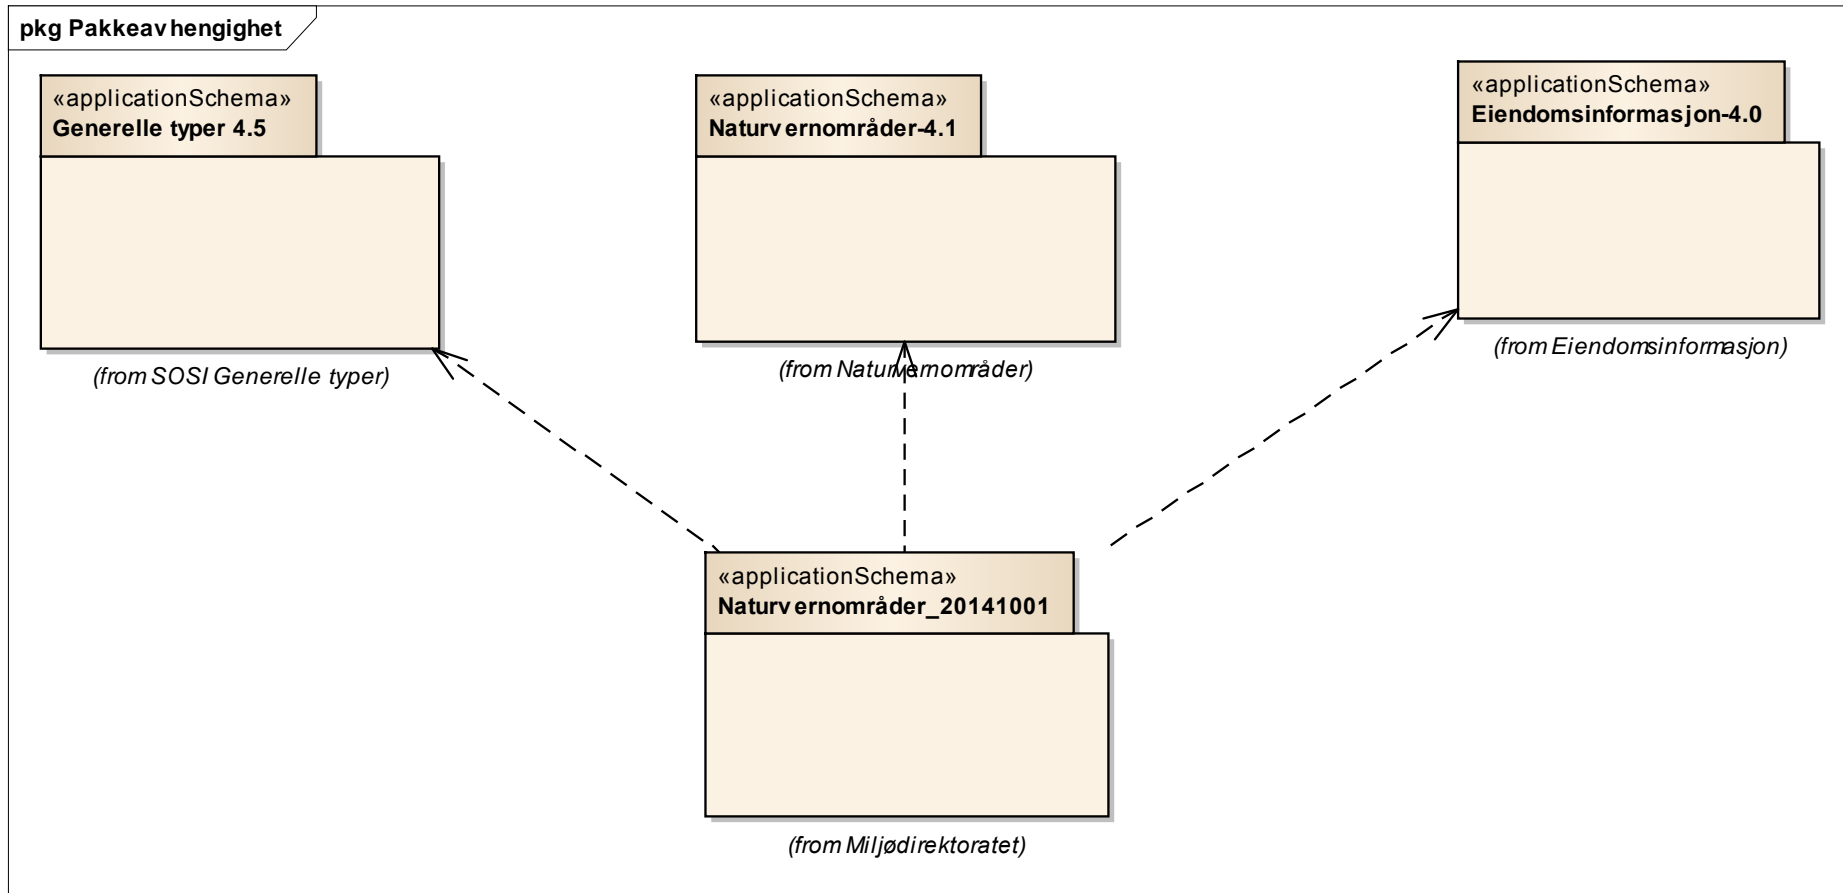 pkg Pakkeavhengighet
«applicationSchema»
Generelle typer 4.5
(from SOSI Generelle typer)
«applicationSchema»
Naturvernområder-4.1
(from Naturvernområder)
«applicationSchema»
Eiendomsinformasjon-4.0
(from Eiendomsinformasjon)
«applicationSchema»
Naturvernområder_20141001
(from Miljødirektoratet)